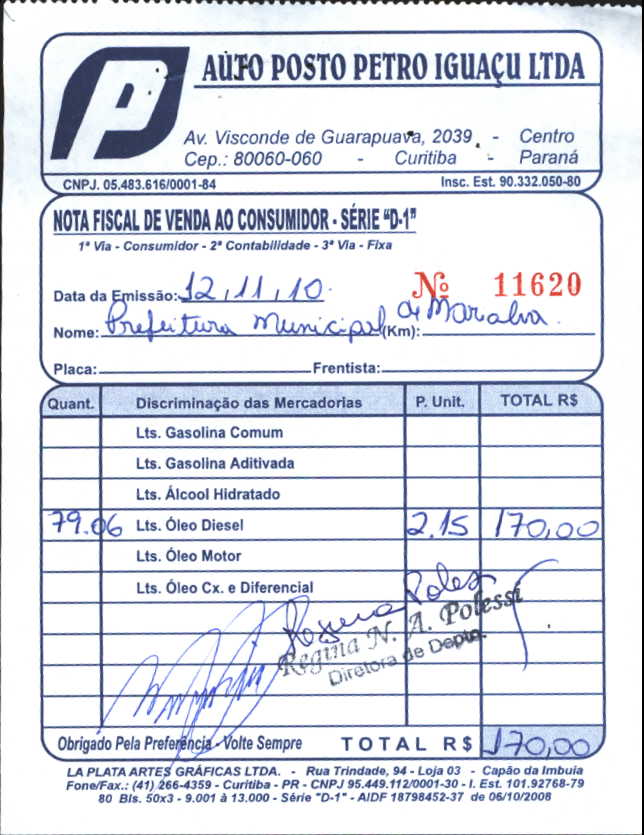 P
AUTO POSTO PETRO IGUAÇU LTDA
Av. Visconde de Guarapuava, 2039 - Centro
Cep.: 80060-060 - Curitiba - Paraná
CNPJ. 05.483.616/0001-84 Insc. Est. 90.332.050-80
NOTA FISCAL DE VENDA AO CONSUMIDOR - SÉRIE "D-1"
1ª Via - Consumidor - 2ª Contabilidade - 3ª Via - Fixa
Data da Emissão: 12,11,10 Nº 11620
Nome: Prefeitura Municipal (Km): de Marialva
Placa: Frentista:
Quant. Discriminação das Mercadorias P. Unit. TOTAL R$
Lts. Gasolina Comum
Lts. Gasolina Aditivada
Lts. Álcool Hidratado
79.06 Lts. Óleo Diesel 2.15 170,00
Lts. Óleo Motor
Lts. Óleo Cx. e Diferencial
Regina N. A. Polessi
Diretora de Depto.
Obrigado Pela Preferência - Volte Sempre TOTAL R$ 170,00
LA PLATA ARTES GRÁFICAS LTDA. - Rua Trindade, 94 - Loja 03 - Capão da Imbuia
Fone/Fax.: (41) 266-4359 - Curitiba - PR - CNPJ 95.449.112/0001-30 - I. Est. 101.92768-79
80 Bls. 50x3 - 9.001 à 13.000 - Série "D-1" - AIDF 18798452-37 de 06/10/2008